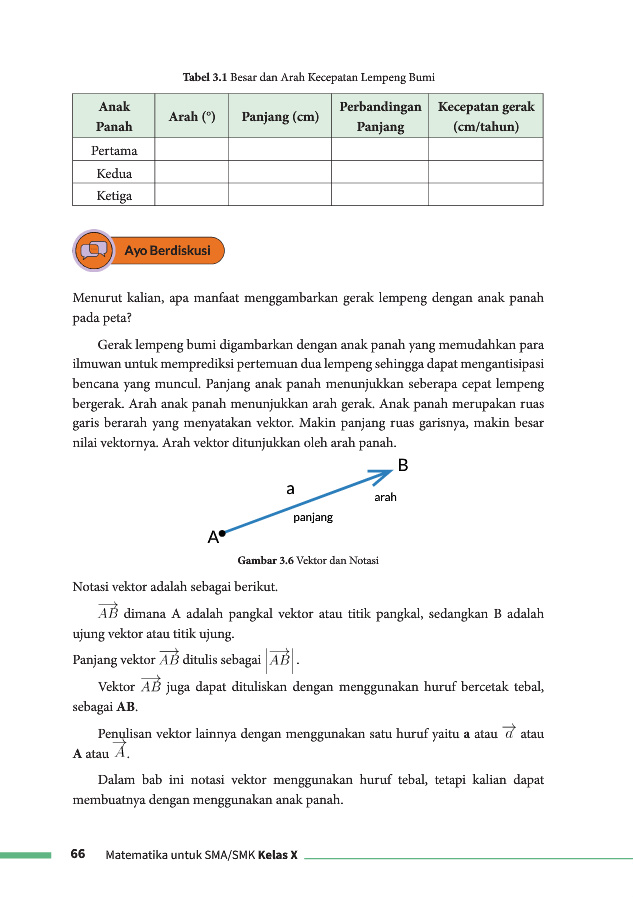 Tabel 3.1 Besar dan Arah Kecepatan Lempeng Bumi
Anak Panah
Arah (°)
Panjang (cm)
Perbandingan Panjang
Kecepatan gerak (cm/tahun)
Pertama
Kedua
Ketiga
Ayo Berdiskusi
Menurut kalian, apa manfaat menggambarkan gerak lempeng dengan anak panah
pada peta?
Gerak lempeng bumi digambarkan dengan anak panah yang memudahkan para
ilmuwan untuk memprediksi pertemuan dua lempeng sehingga dapat mengantisipasi
bencana yang muncul. Panjang anak panah menunjukkan seberapa cepat lempeng
bergerak. Arah anak panah menunjukkan arah gerak. Anak panah merupakan ruas
garis berarah yang menyatakan vektor. Makin panjang ruas garisnya, makin besar
nilai vektornya. Arah vektor ditunjukkan oleh arah panah.
B
a
arah
panjang
A
Gambar 3.6 Vektor dan Notasi
Notasi vektor adalah sebagai berikut.
$\overrightarrow{AB}$ dimana A adalah pangkal vektor atau titik pangkal, sedangkan B adalah
ujung vektor atau titik ujung.
Panjang vektor $\overrightarrow{AB}$ ditulis sebagai $|\overrightarrow{AB}|$.
Vektor $\overrightarrow{AB}$ juga dapat dituliskan dengan menggunakan huruf bercetak tebal,
sebagai AB.
Penulisan vektor lainnya dengan menggunakan satu huruf yaitu a atau $\overrightarrow{a}$ atau
A atau $\overrightarrow{A}$.
Dalam bab ini notasi vektor menggunakan huruf tebal, tetapi kalian dapat
membuatnya dengan menggunakan anak panah.
66 Matematika untuk SMA/SMK Kelas X